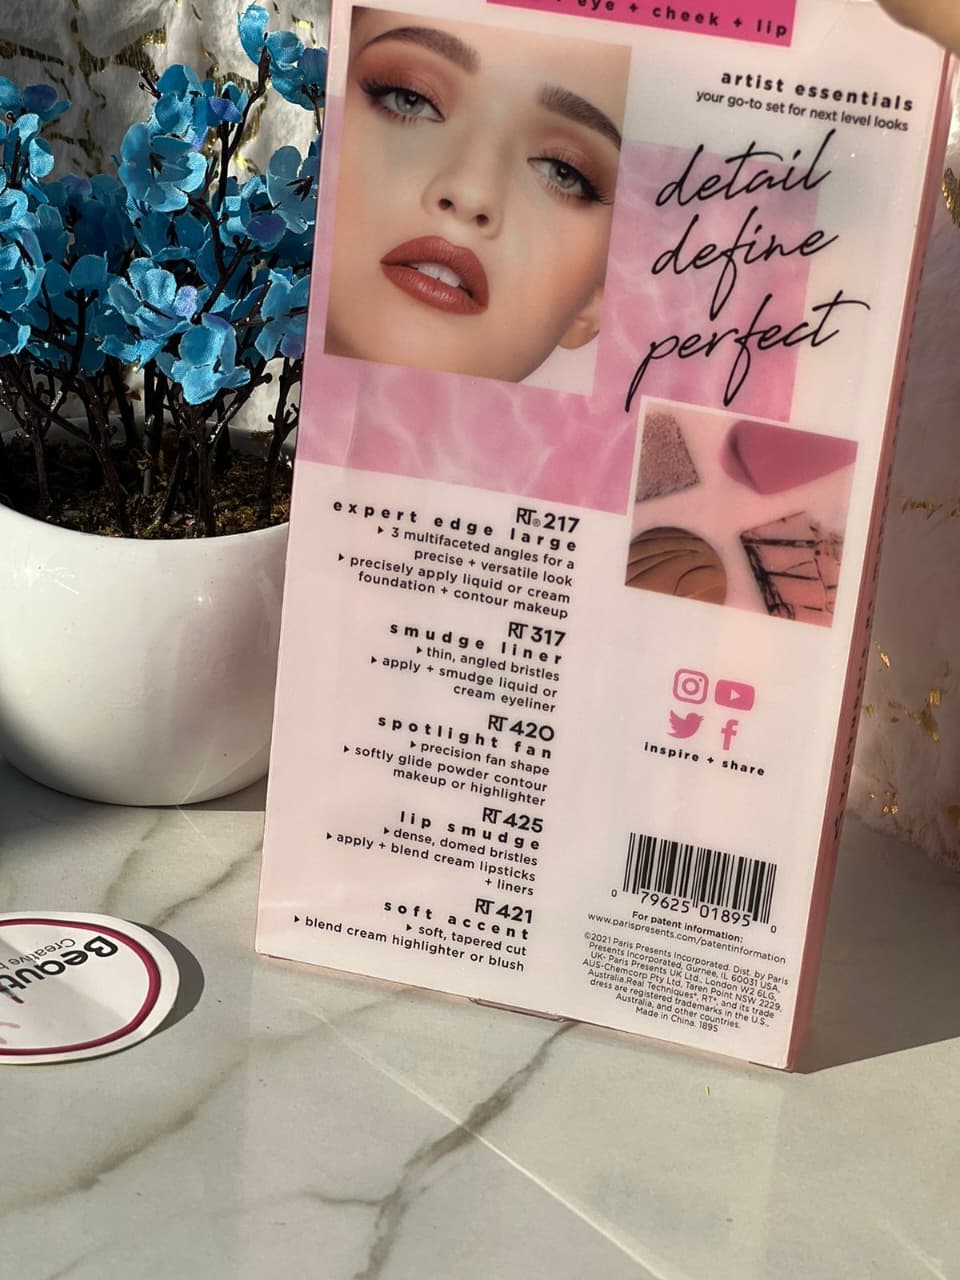 eye + cheek + lip
artist essentials
your go-to set for next level looks
detail
define
perfect
RT® 217
expert edge large
▸ 3 multifaceted angles for a
precise + versatile look
▸ precisely apply liquid or cream
foundation + contour makeup
RT 317
smudge liner
▸ thin, angled bristles
▸ apply + smudge liquid or
cream eyeliner
RT 420
spotlight fan
▸ precision fan shape
▸ softly glide powder contour
makeup or highlighter
RT 425
lip smudge
▸ dense, domed bristles
▸ apply + blend cream lipsticks
+ liners
RT 421
soft accent
▸ soft, tapered cut
▸ blend cream highlighter or blush
inspire + share
0 79625 01895 0
For patent information:
www.parispresents.com/patentinformation
©2021 Paris Presents Incorporated. Dist. by Paris
Presents Incorporated, Gurnee, IL 60031 USA,
UK- Paris Presents UK Ltd., London W2 6LG,
AUS-Chemcorp Pty Ltd, Taren Point NSW 2229,
Australia.Real Techniques®, RT®, and its trade
dress are registered trademarks in the U.S.,
Australia, and other countries.
Made in China. 1895
Beauti
Creative b